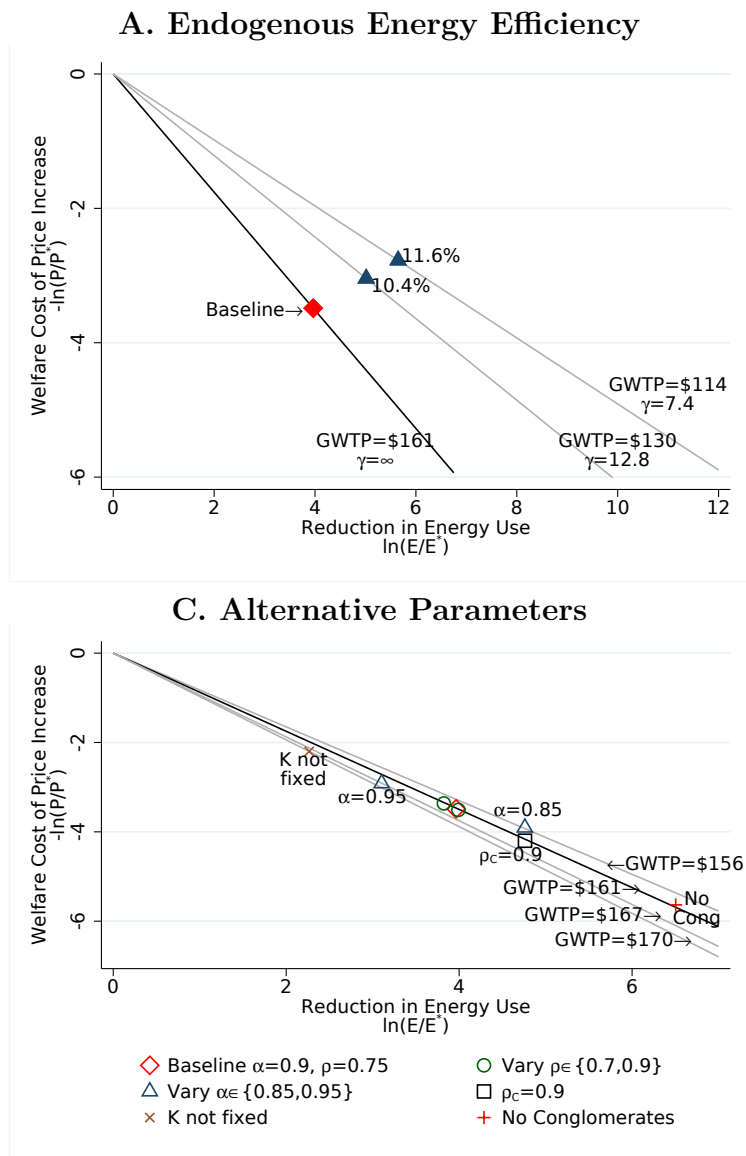 A. Endogenous Energy Efficiency
Welfare Cost of Price Increase
-ln(P/P*)
0
-2
-4
-6
11.6%
10.4%
Baseline→
GWTP=$114
γ=7.4
GWTP=$161
γ=∞
GWTP=$130
γ=12.8
0 2 4 6 8 10 12
Reduction in Energy Use
ln(E/E*)
C. Alternative Parameters
Welfare Cost of Price Increase
-ln(P/P*)
0
-2
-4
-6
K not
fixed
α=0.95
α=0.85
ρC=0.9
←GWTP=$156
GWTP=$161→
No
Cong
GWTP=$167→
GWTP=$170→
0 2 4 6
Reduction in Energy Use
ln(E/E*)
Baseline α=0.9, ρ=0.75
Vary ρ∈{0.7,0.9}
Vary α∈{0.85,0.95}
ρC=0.9
K not fixed
No Conglomerates